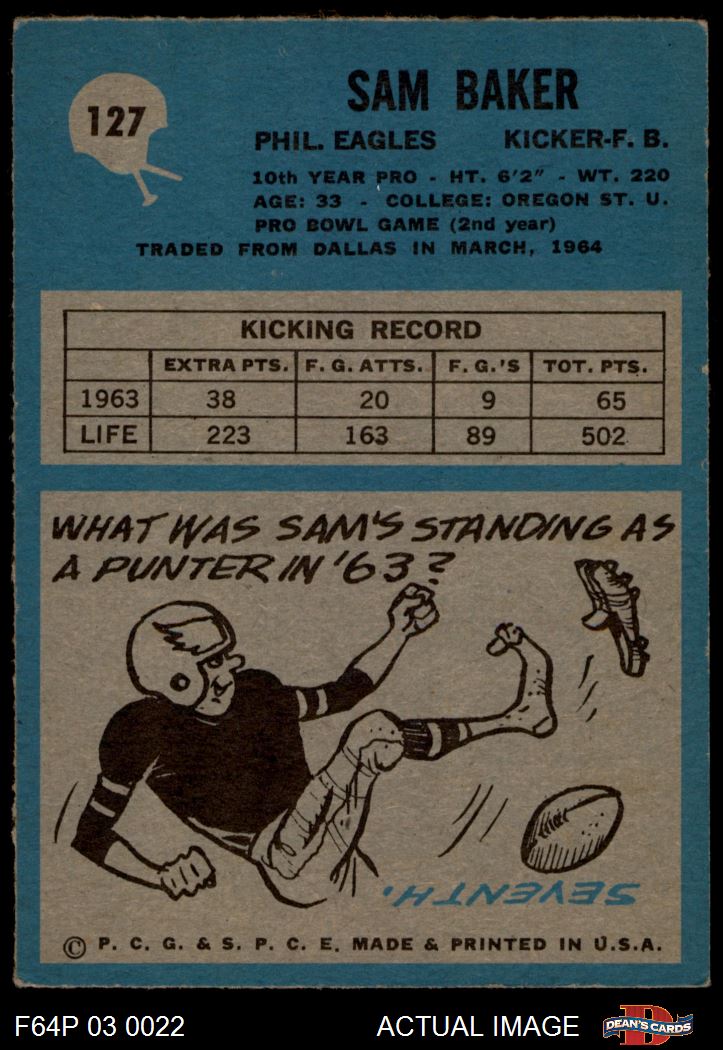 127
SAM BAKER
PHIL. EAGLES KICKER-F. B.
10th YEAR PRO - HT. 6'2" - WT. 220
AGE: 33 - COLLEGE: OREGON ST. U.
PRO BOWL GAME (2nd year)
TRADED FROM DALLAS IN MARCH, 1964
KICKING RECORD
EXTRA PTS. F. G. ATTS. F. G.'S TOT. PTS.
1963 38 20 9 65
LIFE 223 163 89 502
WHAT WAS SAM'S STANDING AS
A PUNTER IN '63?
SEVENTH.
© P. C. G. & S. P. C. E. MADE & PRINTED IN U.S.A.
F64P 03 0022 ACTUAL IMAGE D DEAN'S CARDS